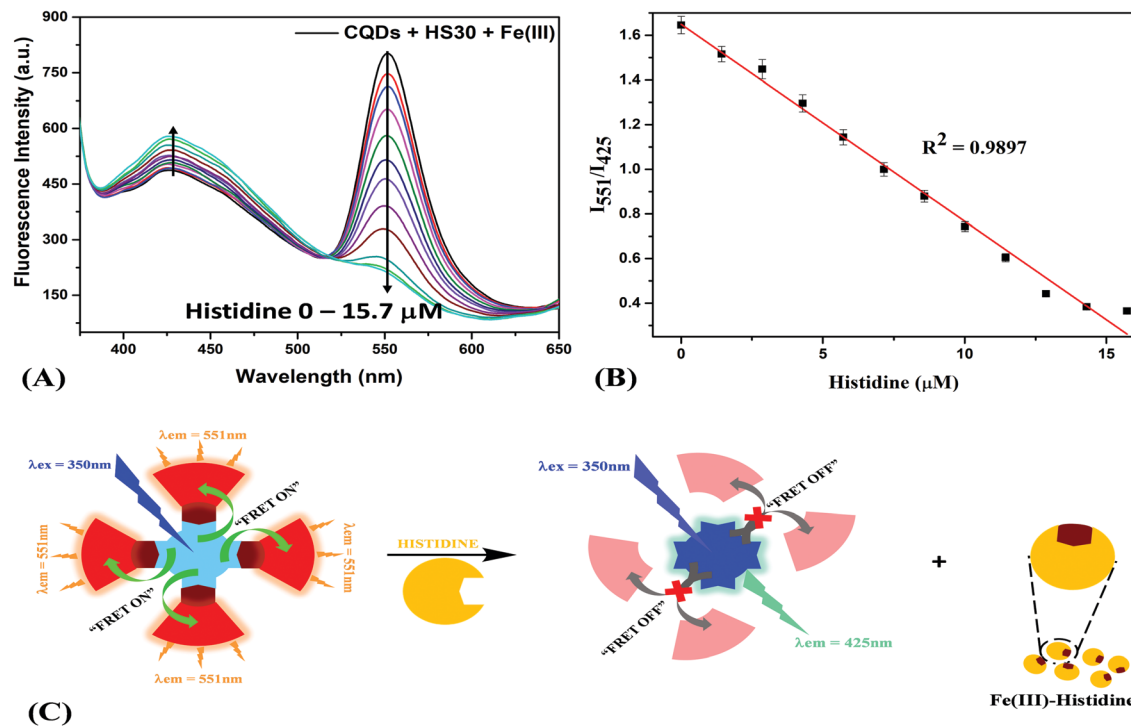 900
750
600
450
300
150
Fluorescence Intensity (a.u.)
CQDs + HS30 + Fe(III)
Histidine 0 – 15.7 μM
400 450 500 550 600 650
Wavelength (nm)
(A)
1.6
1.4
1.2
1.0
0.8
0.6
0.4
I551/I425
R2 = 0.9897
0 5 10 15
Histidine (μM)
(B)
λem = 551nm
λex = 350nm
"FRET ON"
λem = 551nm
λem = 551nm
"FRET ON"
λem = 551nm
HISTIDINE
λex = 350nm
"FRET OFF"
"FRET OFF"
λem = 425nm
+
Fe(III)-Histidine
(C)